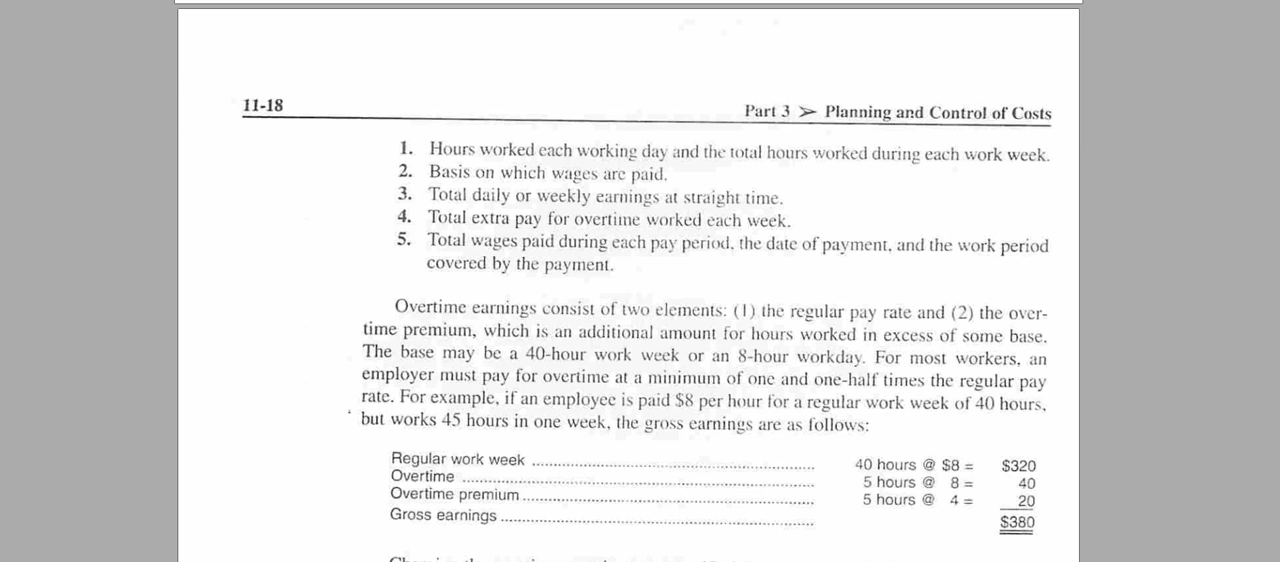 11-18
Part 3 ➢ Planning and Control of Costs
1. Hours worked each working day and the total hours worked during each work week.
2. Basis on which wages are paid.
3. Total daily or weekly earnings at straight time.
4. Total extra pay for overtime worked each week.
5. Total wages paid during each pay period, the date of payment, and the work period
covered by the payment.
Overtime earnings consist of two elements: (1) the regular pay rate and (2) the over-
time premium, which is an additional amount for hours worked in excess of some base.
The base may be a 40-hour work week or an 8-hour workday. For most workers, an
employer must pay for overtime at a minimum of one and one-half times the regular pay
rate. For example, if an employee is paid $8 per hour for a regular work week of 40 hours,
but works 45 hours in one week, the gross earnings are as follows:
Regular work week ........ 40 hours @ $8 = $320
Overtime ........ 5 hours @ 8 = 40
Overtime premium ........ 5 hours @ 4 = 20
Gross earnings ........ $380